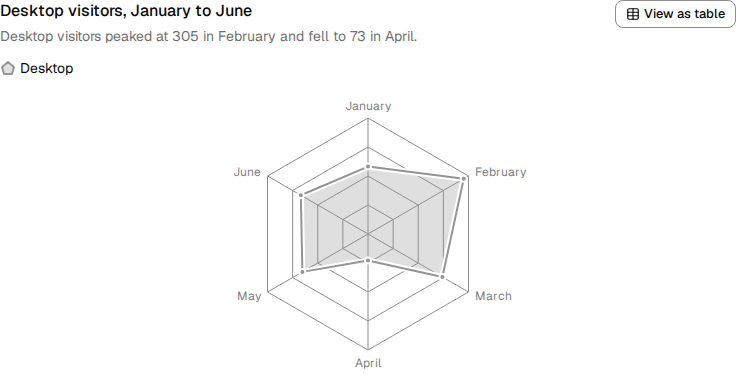 Desktop visitors, January to June
View as table
Desktop visitors peaked at 305 in February and fell to 73 in April.
Desktop
January
June
February
May
March
April